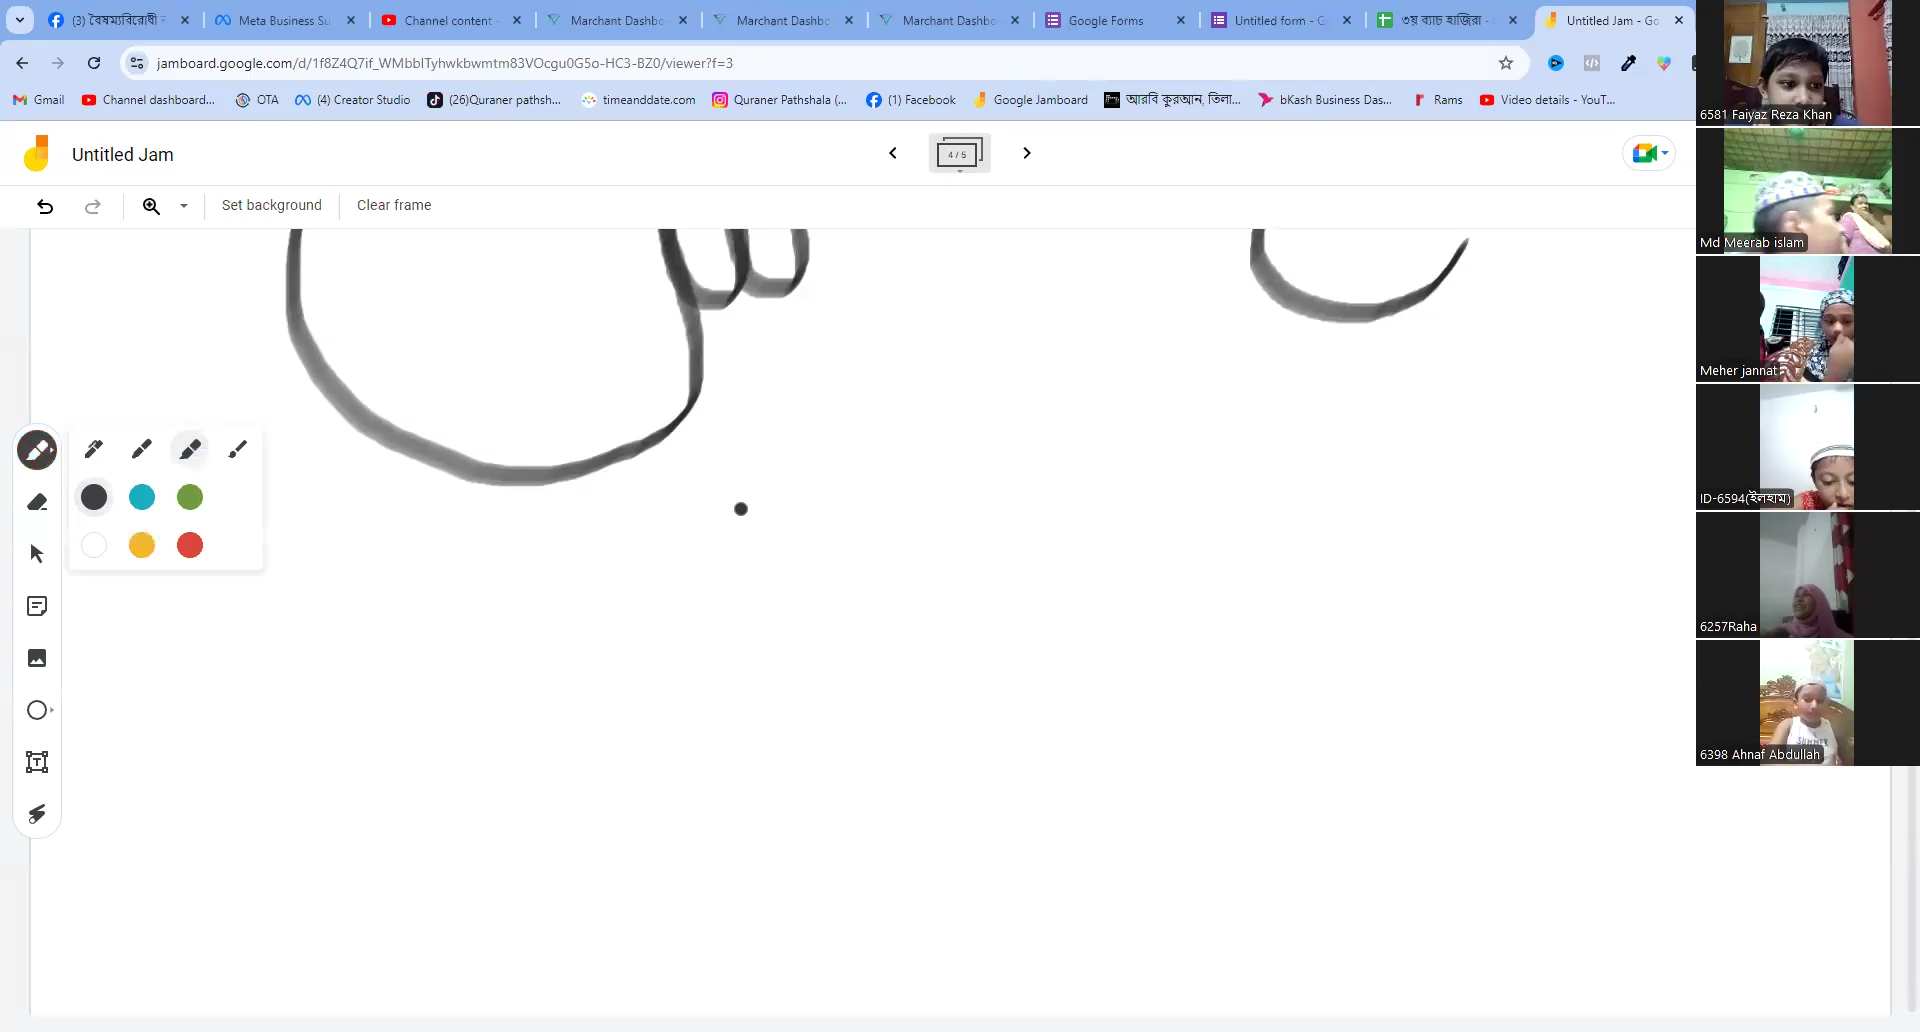 (3) বৈষম্যবিরোধী
Meta Business Su
Channel content -
Marchant Dashbo
Marchant Dashbo
Marchant Dashbo
Google Forms
Untitled form - G
৩য় ব্যাচ হাজিরা -
Untitled Jam - Go
jamboard.google.com/d/1f8Z4Q7if_WMbbITyhwkbwmtm83VOcgu0G5o-HC3-BZ0/viewer?f=3
Gmail
Channel dashboard...
OTA
(4) Creator Studio
(26)Quraner pathsh...
timeanddate.com
Quraner Pathshala (...
(1) Facebook
Google Jamboard
আরবি কুরআন, তিলা...
bKash Business Das...
Rams
Video details - YouT...
Untitled Jam
4 / 5
Set background
Clear frame
6581 Faiyaz Reza Khan
Md Meerab islam
Meher jannat
ID-6594(ইলহাম)
6257Raha
SUMMER
6398 Ahnaf Abdullah